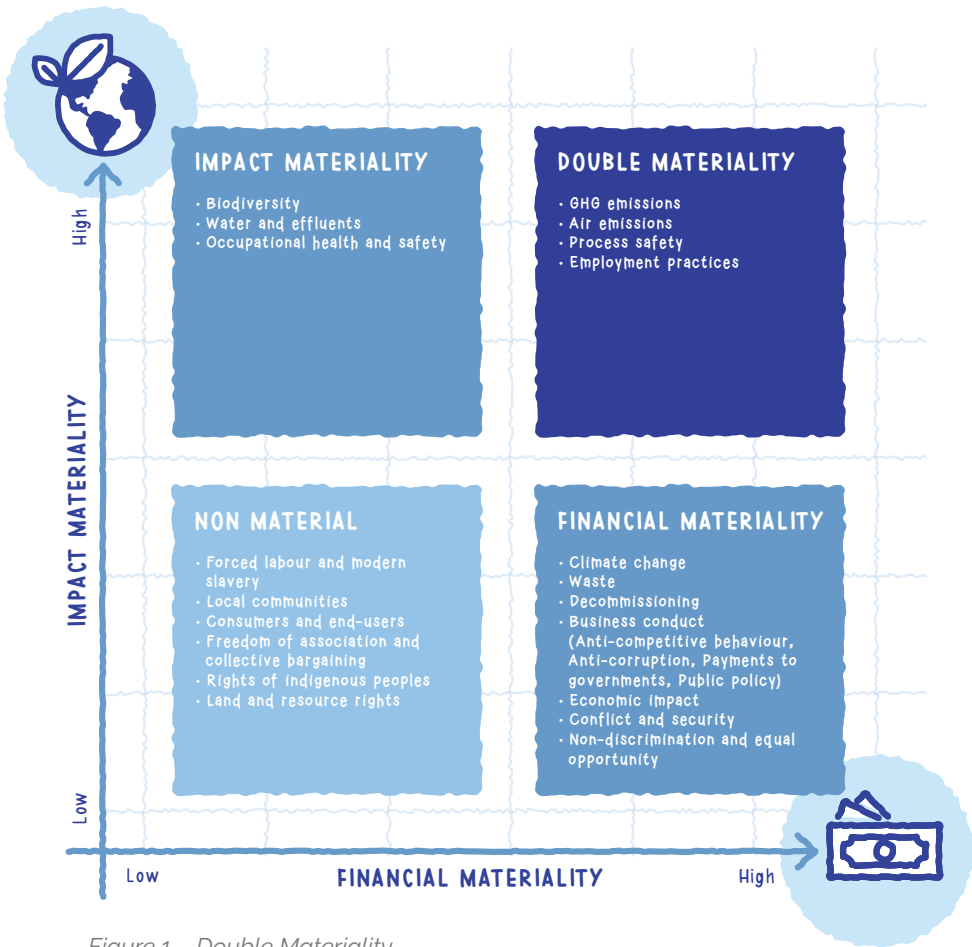 IMPACT MATERIALITY
· Biodiversity
· Water and effluents
· Occupational health and safety
DOUBLE MATERIALITY
· GHG emissions
· Air emissions
· Process safety
· Employment practices
High
IMPACT MATERIALITY
Low
NON MATERIAL
· Forced labour and modern
slavery
· Local communities
· Consumers and end-users
· Freedom of association and
collective bargaining
· Rights of indigenous peoples
· Land and resource rights
FINANCIAL MATERIALITY
· Climate change
· Waste
· Decommissioning
· Business conduct
(Anti-competitive behaviour,
Anti-corruption, Payments to
governments, Public policy)
· Economic impact
· Conflict and security
· Non-discrimination and equal
opportunity
Low
FINANCIAL MATERIALITY
High
Figure 1 Double Materiality